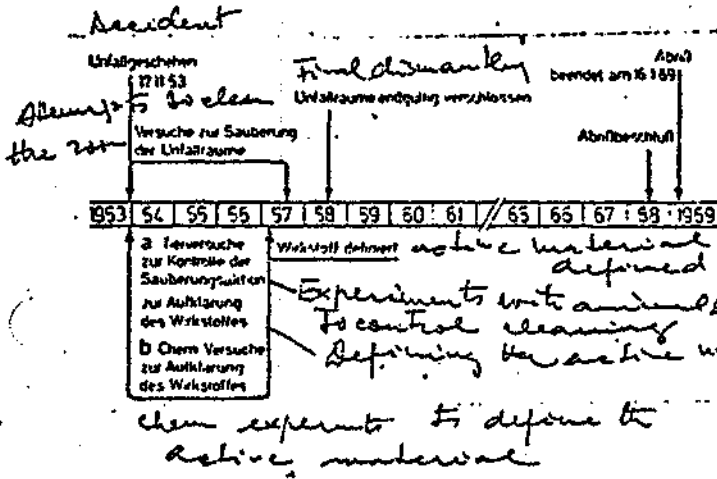 Accident
Unfallgeschehen
17 11 53
Final dismantling
Abriß
beendet am 16 1 69
Unfallräume endgültig verschlossen
Attempts to clean
the room
Versuche zur Säuberung
der Unfallräume
Abrißbeschluß
1953 54 55 56 57 58 59 60 61 // 65 66 67 68 1969
a Tierversuche
zur Kontrolle der
Säuberungsaktion
zur Aufklärung
des Wirkstoffes
Wirkstoff definiert
active material
defined
Experiments with animals
To control cleaning
b Chem Versuche
zur Aufklärung
des Wirkstoffes
Defining the active
chem experments to define the
active material